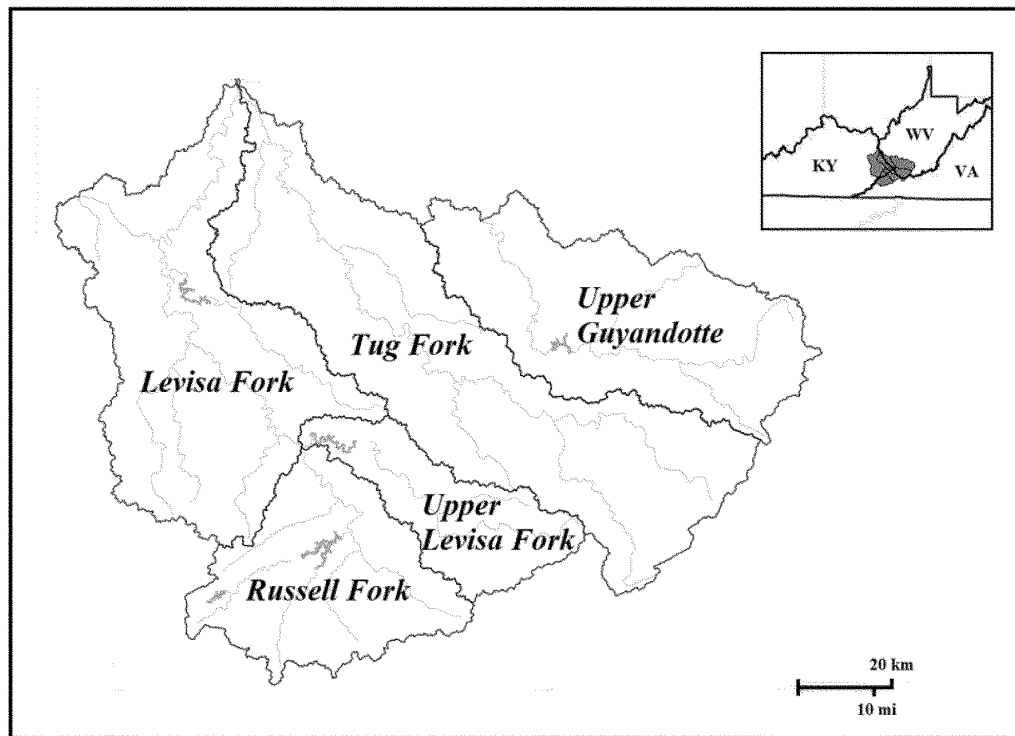 WV
KY
VA
Upper
Guyandotte
Tug Fork
Levisa Fork
Upper
Levisa Fork
Russell Fork
20 km
10 mi